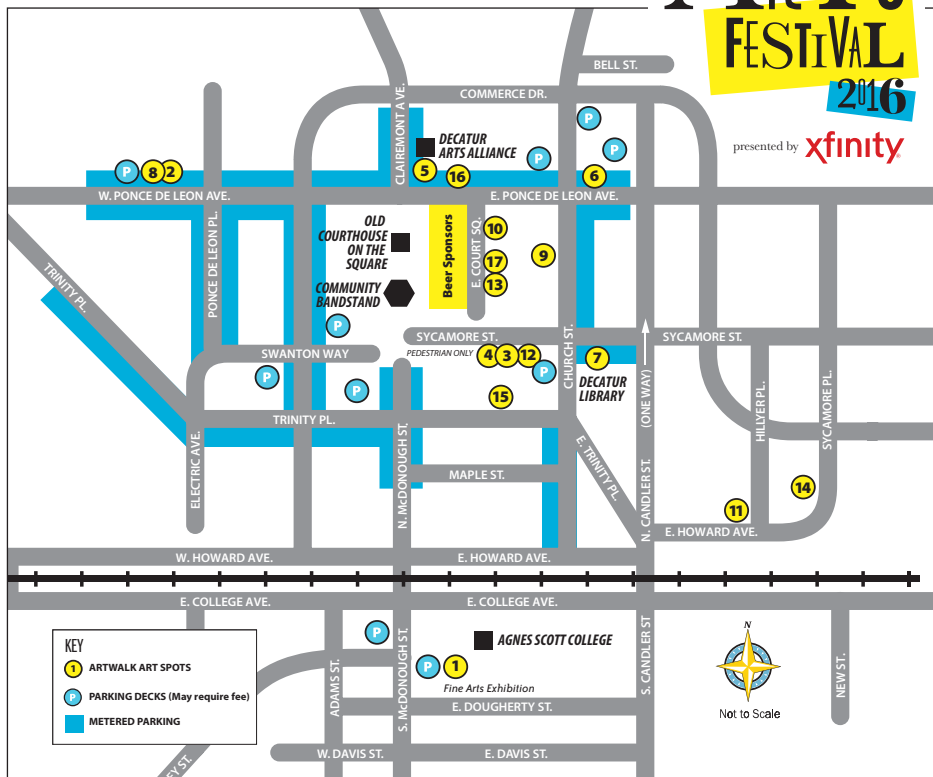 FESTIVAL
2016
presented by xfinity
BELL ST.
COMMERCE DR.
CLAIREMONT AVE.
DECATUR
ARTS ALLIANCE
P
P
P
P
8
2
5
16
6
W. PONCE DE LEON AVE.
E. PONCE DE LEON AVE.
PONCE DE LEON PL.
OLD
COURTHOUSE
ON THE
SQUARE
COMMUNITY
BANDSTAND
Beer Sponsors
E. COURT SQ.
10
17
13
9
TRINITY PL.
P
SYCAMORE ST.
SYCAMORE ST.
PEDESTRIAN ONLY
4
3
12
P
CHURCH ST.
7
DECATUR
LIBRARY
(ONE WAY)
SWANTON WAY
P
P
15
TRINITY PL.
HILLYER PL.
SYCAMORE PL.
ELECTRIC AVE.
N. McDONOUGH ST.
MAPLE ST.
E. TRINITY PL.
N. CANDLER ST.
11
14
E. HOWARD AVE.
W. HOWARD AVE.
E. HOWARD AVE.
E. COLLEGE AVE.
E. COLLEGE AVE.
KEY
1 ARTWALK ART SPOTS
P PARKING DECKS (May require fee)
METERED PARKING
P
AGNES SCOTT COLLEGE
P
1
Fine Arts Exhibition
ADAMS ST.
S. McDONOUGH ST.
S. CANDLER ST
NEW ST.
E. DOUGHERTY ST.
W. DAVIS ST.
E. DAVIS ST.
EY ST.
N
Not to Scale